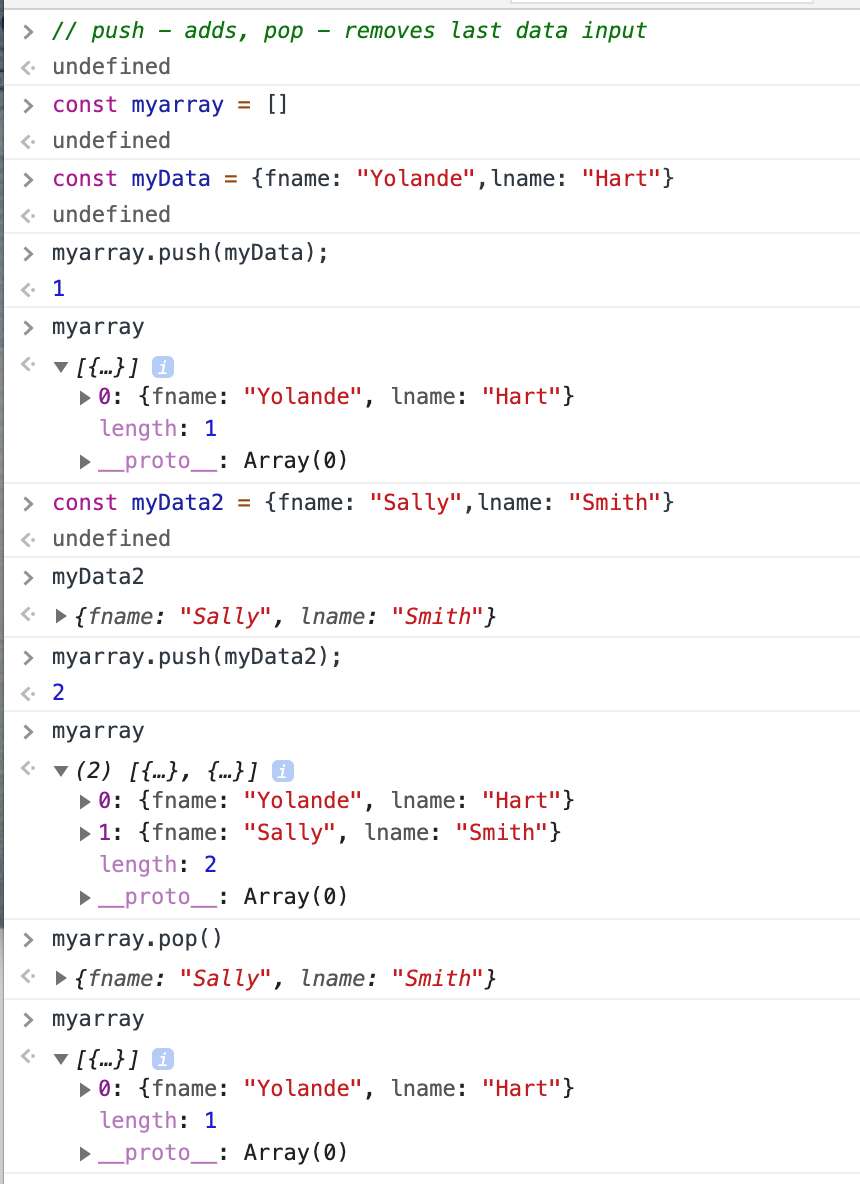 > // push – adds, pop – removes last data input
undefined
> const myarray = []
undefined
> const myData = {fname: "Yolande",lname: "Hart"}
undefined
> myarray.push(myData);
1
> myarray
▼ [{…}] i
▶ 0: {fname: "Yolande", lname: "Hart"}
length: 1
▶ __proto__: Array(0)
> const myData2 = {fname: "Sally",lname: "Smith"}
undefined
> myData2
▶ {fname: "Sally", lname: "Smith"}
> myarray.push(myData2);
2
> myarray
▼ (2) [{…}, {…}] i
▶ 0: {fname: "Yolande", lname: "Hart"}
▶ 1: {fname: "Sally", lname: "Smith"}
length: 2
▶ __proto__: Array(0)
> myarray.pop()
▶ {fname: "Sally", lname: "Smith"}
> myarray
▼ [{…}] i
▶ 0: {fname: "Yolande", lname: "Hart"}
length: 1
▶ __proto__: Array(0)